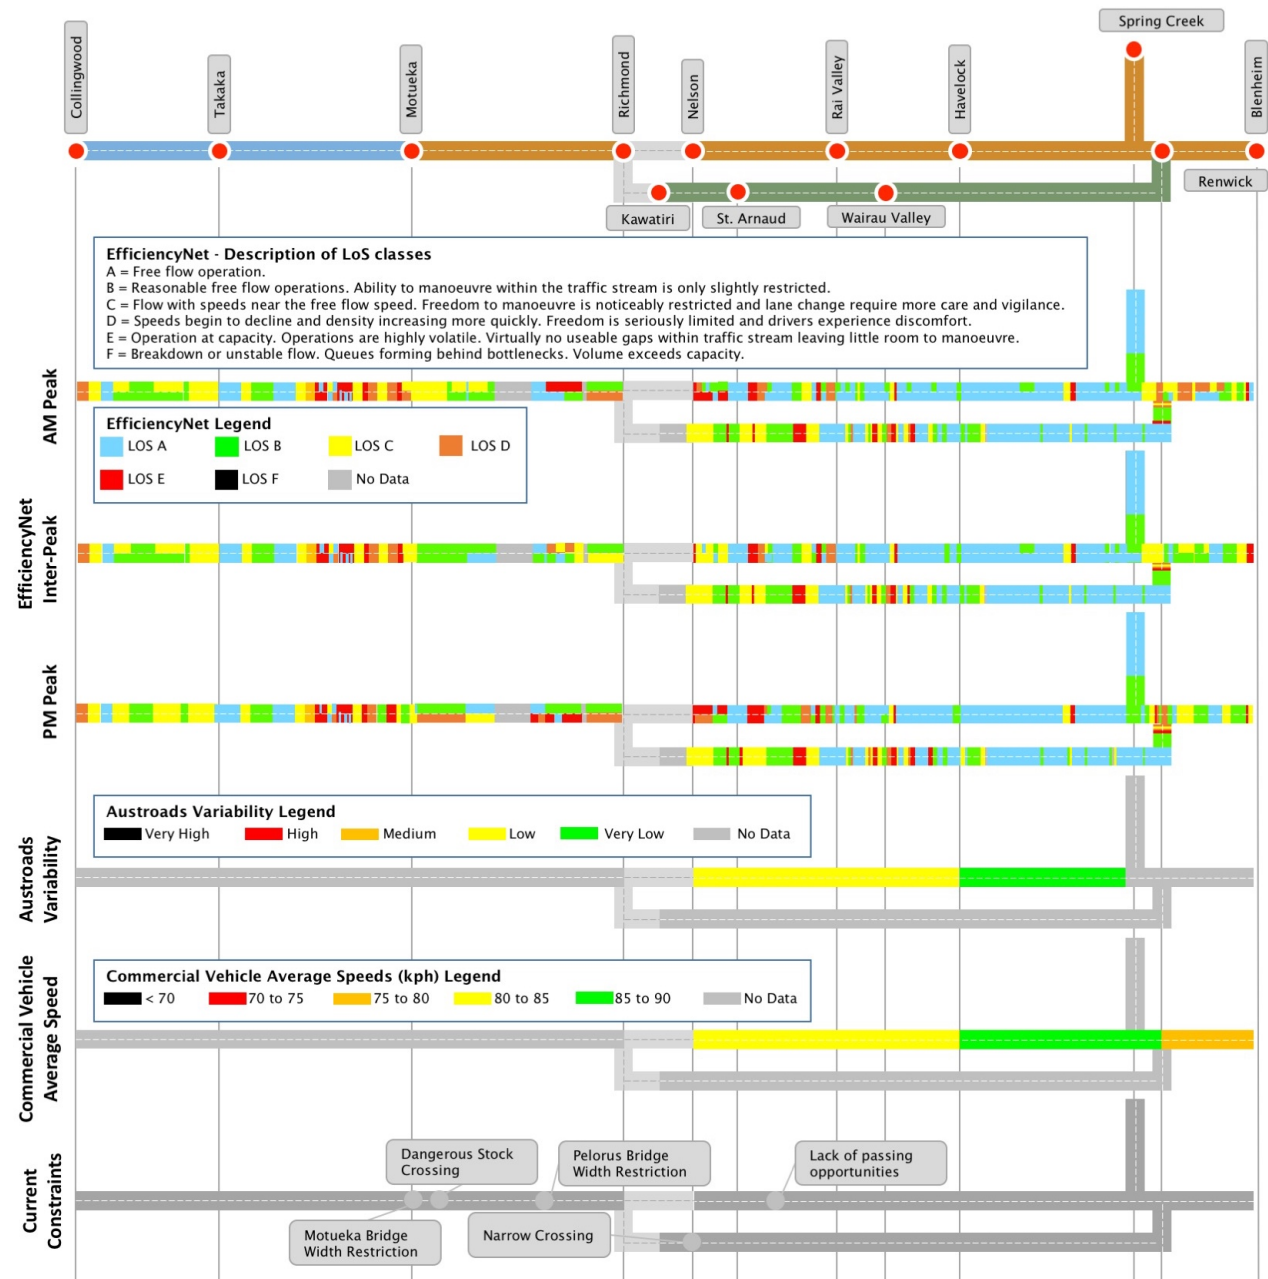 Spring Creek
Collingwood
Takaka
Motueka
Richmond
Nelson
Rai Valley
Havelock
Blenheim
Renwick
Kawatiri
St. Arnaud
Wairau Valley
EfficiencyNet - Description of LoS classes
A = Free flow operation.
B = Reasonable free flow operations. Ability to manoeuvre within the traffic stream is only slightly restricted.
C = Flow with speeds near the free flow speed. Freedom to manoeuvre is noticeably restricted and lane change require more care and vigilance.
D = Speeds begin to decline and density increasing more quickly. Freedom is seriously limited and drivers experience discomfort.
E = Operation at capacity. Operations are highly volatile. Virtually no useable gaps within traffic stream leaving little room to manoeuvre.
F = Breakdown or unstable flow. Queues forming behind bottlenecks. Volume exceeds capacity.
AM Peak
EfficiencyNet Legend
LOS A LOS B LOS C LOS D
LOS E LOS F No Data
EfficiencyNet
Inter-Peak
PM Peak
Austroads Variability Legend
Very High High Medium Low Very Low No Data
Austroads
Variability
Commercial Vehicle Average Speeds (kph) Legend
< 70 70 to 75 75 to 80 80 to 85 85 to 90 No Data
Commercial Vehicle
Average Speed
Current
Constraints
Dangerous Stock
Crossing
Pelorus Bridge
Width Restriction
Lack of passing
opportunities
Motueka Bridge
Width Restriction
Narrow Crossing